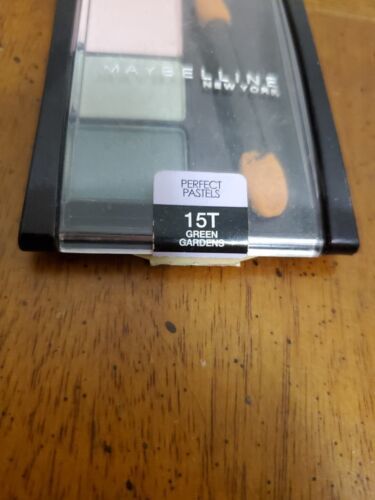 MAYBELLINE
NEW YORK
PERFECT
PASTELS
15T
GREEN
GARDENS